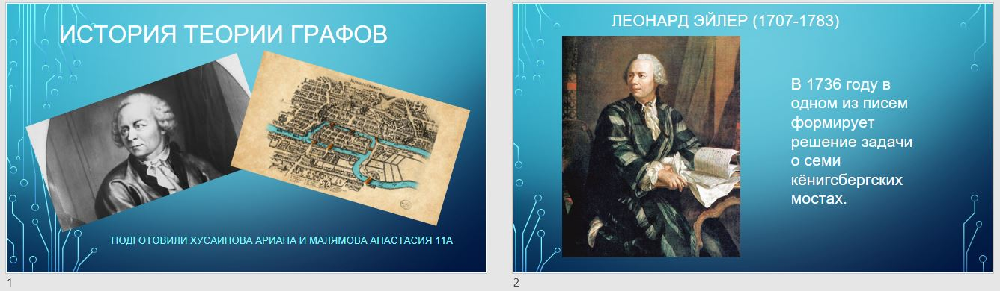 ИСТОРИЯ ТЕОРИИ ГРАФОВ
ПОДГОТОВИЛИ ХУСАИНОВА АРИАНА И МАЛЯМОВА АНАСТАСИЯ 11А
1
ЛЕОНАРД ЭЙЛЕР (1707-1783)
В 1736 году в
одном из писем
формирует
решение задачи
о семи
кёнигсбергских
мостах.
2